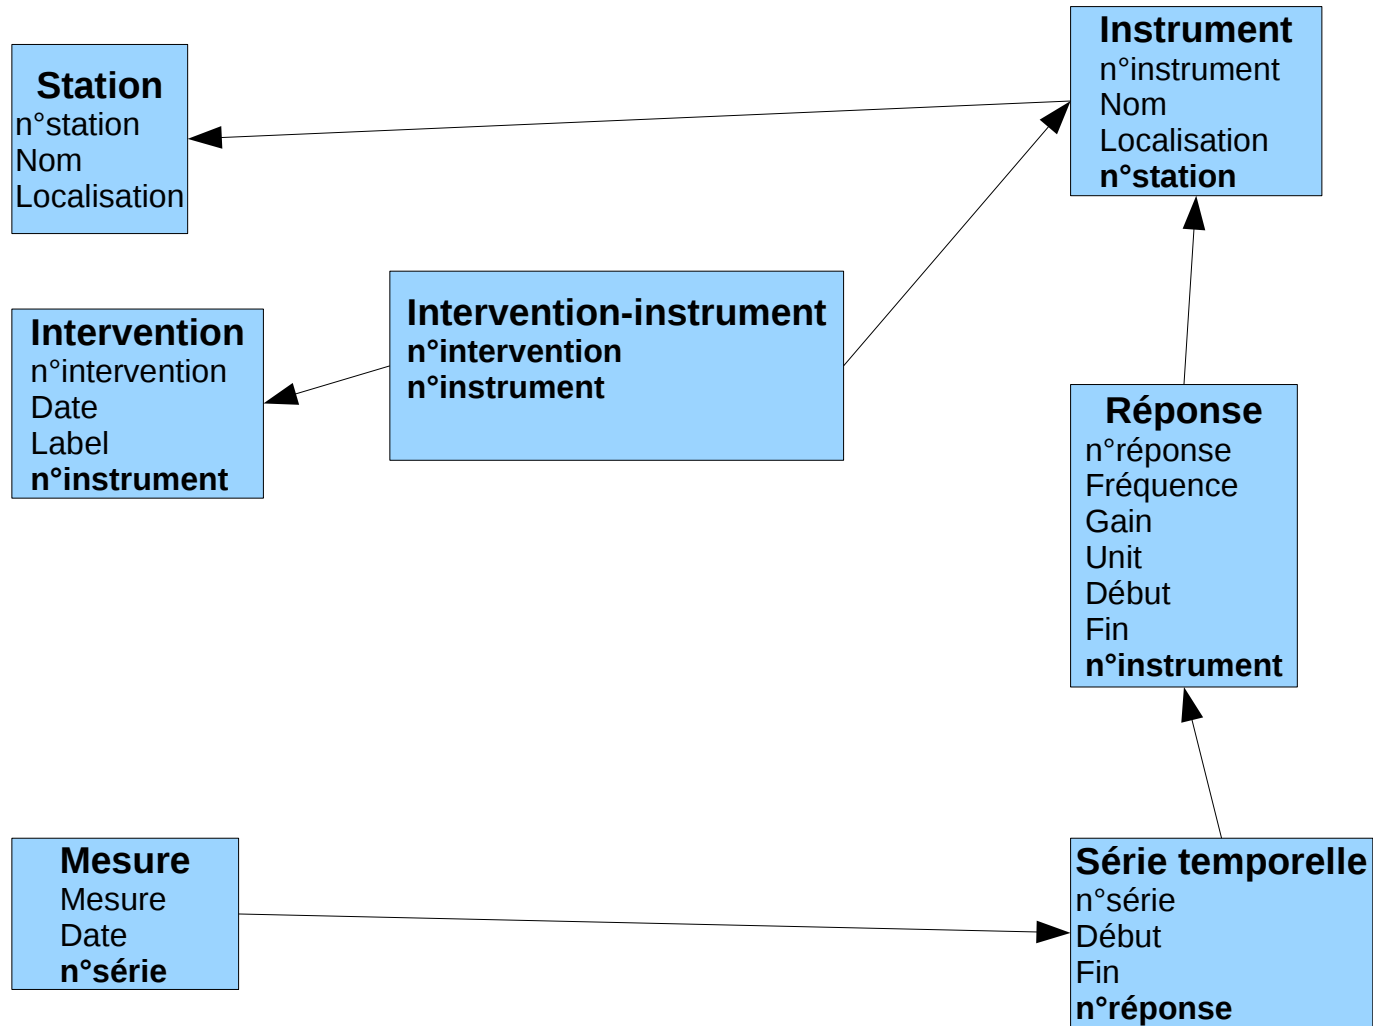 Station
n°station
Nom
Localisation
Instrument
n°instrument
Nom
Localisation
n°station
Intervention
n°intervention
Date
Label
n°instrument
Intervention-instrument
n°intervention
n°instrument
Réponse
n°réponse
Fréquence
Gain
Unit
Début
Fin
n°instrument
Mesure
Mesure
Date
n°série
Série temporelle
n°série
Début
Fin
n°réponse